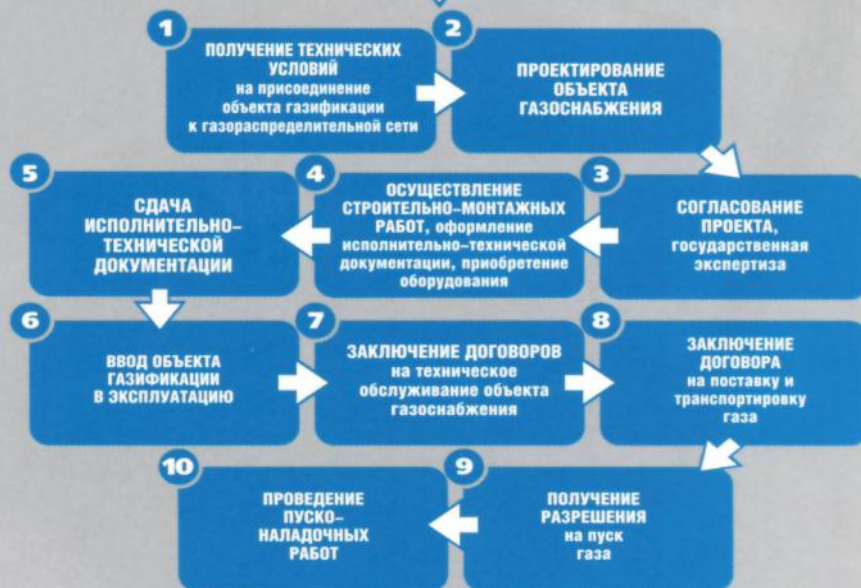 1
ПОЛУЧЕНИЕ ТЕХНИЧЕСКИХ
УСЛОВИЙ
на присоединение
объекта газификации
к газораспределительной сети
2
ПРОЕКТИРОВАНИЕ
ОБЪЕКТА
ГАЗОСНАБЖЕНИЯ
3
СОГЛАСОВАНИЕ
ПРОЕКТА,
государственная
экспертиза
4
ОСУЩЕСТВЛЕНИЕ
СТРОИТЕЛЬНО-МОНТАЖНЫХ
РАБОТ, оформление
исполнительно-технической
документации, приобретение
оборудования
5
СДАЧА
ИСПОЛНИТЕЛЬНО-
ТЕХНИЧЕСКОЙ
ДОКУМЕНТАЦИИ
6
ВВОД ОБЪЕКТА
ГАЗИФИКАЦИИ
В ЭКСПЛУАТАЦИЮ
7
ЗАКЛЮЧЕНИЕ ДОГОВОРОВ
на техническое
обслуживание объекта
газоснабжения
8
ЗАКЛЮЧЕНИЕ
ДОГОВОРА
на поставку и
транспортировку
газа
9
ПОЛУЧЕНИЕ
РАЗРЕШЕНИЯ
на пуск
газа
10
ПРОВЕДЕНИЕ
ПУСКО-
НАЛАДОЧНЫХ
РАБОТ